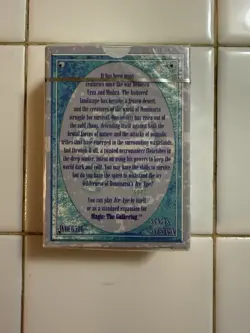 It has been many
centuries since the war between
Urza and Mishra. The battered
landscape has become a frozen desert,
and the creatures of the world of Dominaria
struggle for survival. One society has risen out of
the cold, defending itself against both the
brutal forces of nature and the attacks of nomadic
tribes that have emerged in the surrounding wastelands.
And through it all, a twisted necromancer flourishes in
the deep winter, intent on using his powers to keep the
world dark and cold. You may have the skills to survive,
but do you have the spirit to withstand the icy
wilderness of Dominaria's Ice Age?
You can play Ice Age by itself
or as a standard expansion for
Magic: The Gathering.™